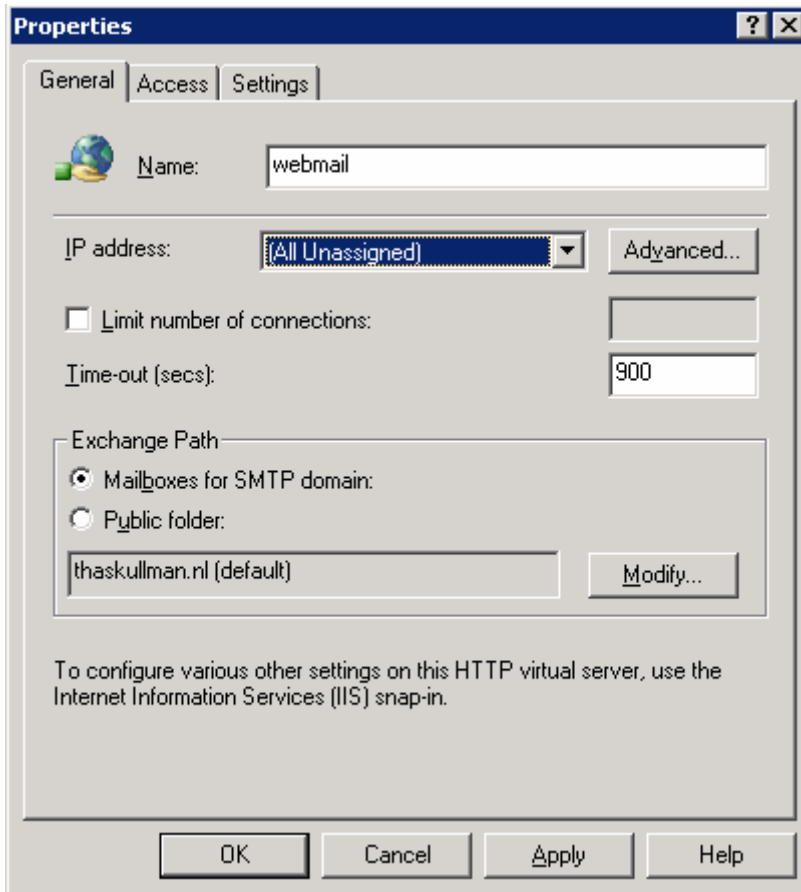 Properties
General Access Settings
Name: webmail
IP address: (All Unassigned) Advanced...
Limit number of connections:
Time-out (secs): 900
Exchange Path
Mailboxes for SMTP domain:
Public folder:
thaskullman.nl (default) Modify...
To configure various other settings on this HTTP virtual server, use the
Internet Information Services (IIS) snap-in.
OK Cancel Apply Help